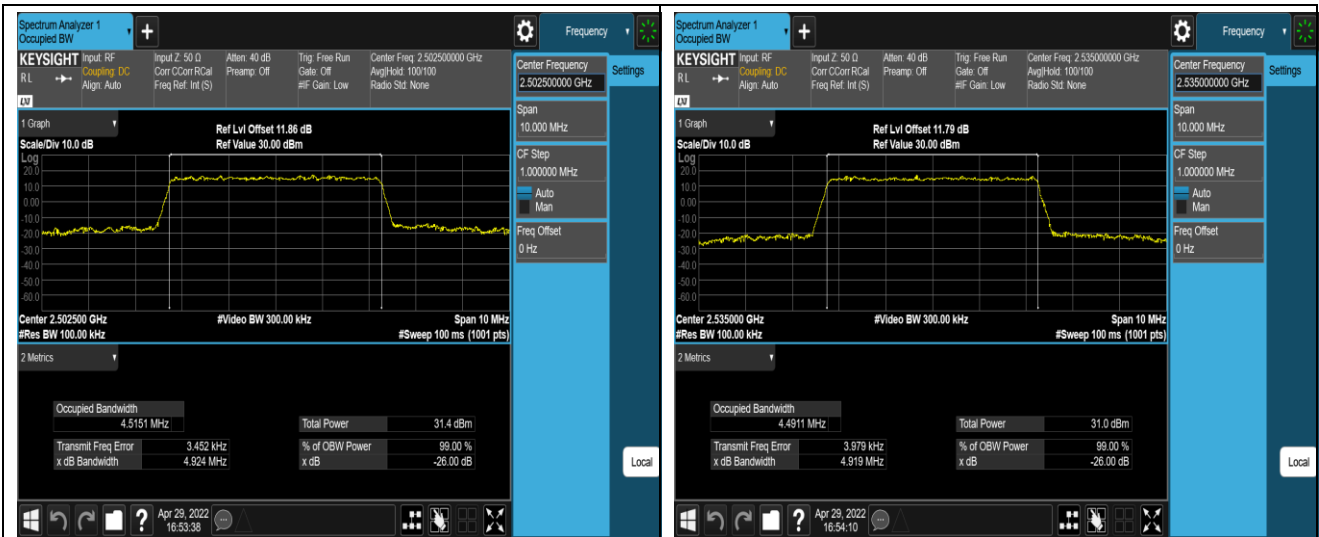 Spectrum Analyzer 1
Occupied BW
+
Frequency
KEYSIGHT
RL
LXI
Input: RF
Coupling: DC
Align: Auto
Input Z: 50 Ω
Corr CCorr RCal
Freq Ref: Int (S)
Atten: 40 dB
Preamp: Off
Trig: Free Run
Gate: Off
#IF Gain: Low
Center Freq: 2.502500000 GHz
Avg|Hold: 100/100
Radio Std: None
Center Frequency
2.502500000 GHz
Settings
Span
10.000 MHz
CF Step
1.000000 MHz
Auto
Man
Freq Offset
0 Hz
Local
1 Graph
Scale/Div 10.0 dB
Ref Lvl Offset 11.86 dB
Ref Value 30.00 dBm
Log
20.0
10.0
0.00
-10.0
-20.0
-30.0
-40.0
-50.0
-60.0
Center 2.502500 GHz
#Video BW 300.00 kHz
Span 10 MHz
#Res BW 100.00 kHz
#Sweep 100 ms (1001 pts)
2 Metrics
Occupied Bandwidth
4.5151 MHz
Total Power 31.4 dBm
Transmit Freq Error 3.452 kHz
% of OBW Power 99.00 %
x dB Bandwidth 4.924 MHz
x dB -26.00 dB
?
Apr 29, 2022
16:53:38
Spectrum Analyzer 1
Occupied BW
+
Frequency
KEYSIGHT
RL
LXI
Input: RF
Coupling: DC
Align: Auto
Input Z: 50 Ω
Corr CCorr RCal
Freq Ref: Int (S)
Atten: 40 dB
Preamp: Off
Trig: Free Run
Gate: Off
#IF Gain: Low
Center Freq: 2.535000000 GHz
Avg|Hold: 100/100
Radio Std: None
Center Frequency
2.535000000 GHz
Settings
Span
10.000 MHz
CF Step
1.000000 MHz
Auto
Man
Freq Offset
0 Hz
Local
1 Graph
Scale/Div 10.0 dB
Ref Lvl Offset 11.79 dB
Ref Value 30.00 dBm
Log
20.0
10.0
0.00
-10.0
-20.0
-30.0
-40.0
-50.0
-60.0
Center 2.535000 GHz
#Video BW 300.00 kHz
Span 10 MHz
#Res BW 100.00 kHz
#Sweep 100 ms (1001 pts)
2 Metrics
Occupied Bandwidth
4.4911 MHz
Total Power 31.0 dBm
Transmit Freq Error 3.979 kHz
% of OBW Power 99.00 %
x dB Bandwidth 4.919 MHz
x dB -26.00 dB
?
Apr 29, 2022
16:54:10